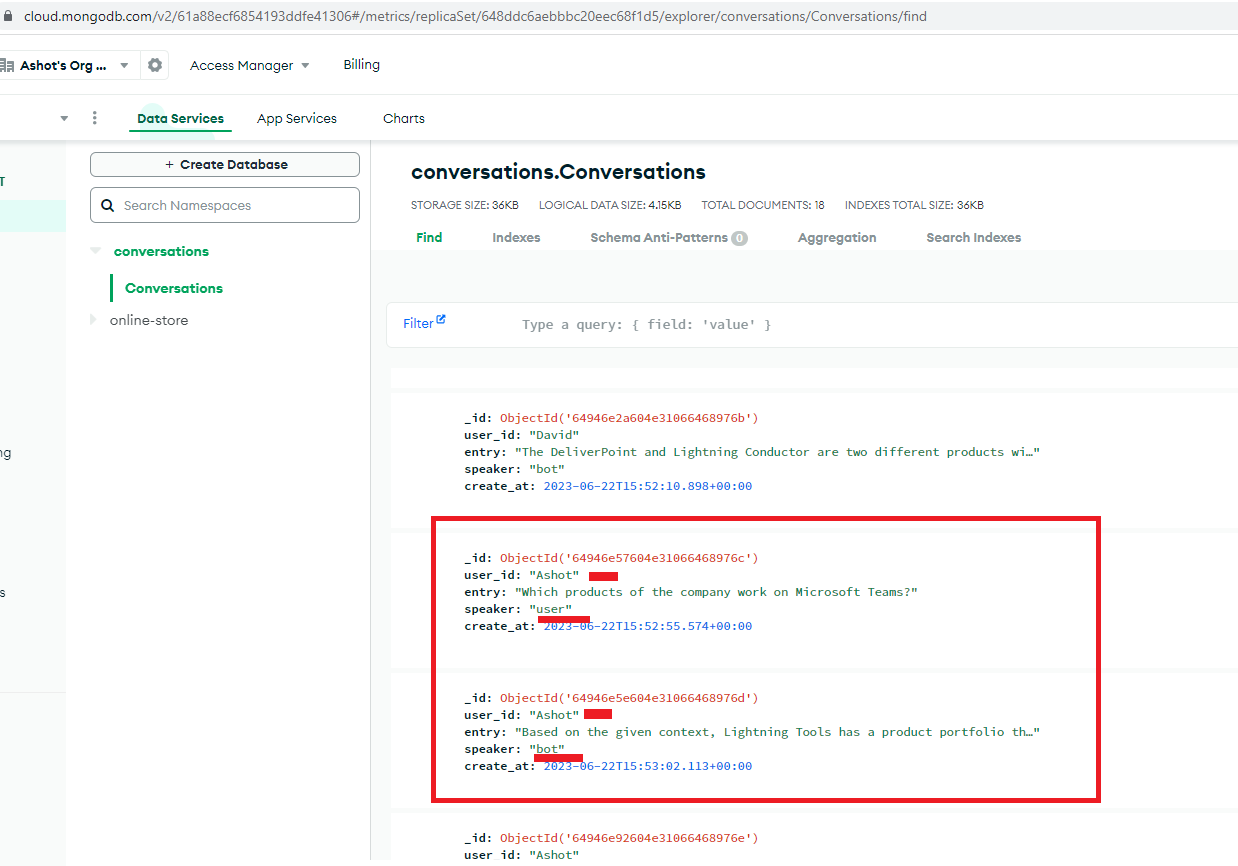 cloud.mongodb.com/v2/61a88ecf6854193ddfe41306#/metrics/replicaSet/648ddc6aebbbc20eec68f1d5/explorer/conversations/Conversations/find
Ashot's Org ...
Access Manager
Billing
Data Services
App Services
Charts
T
ng
s
+ Create Database
Search Namespaces
conversations
Conversations
online-store
conversations.Conversations
STORAGE SIZE: 36KB LOGICAL DATA SIZE: 4.15KB TOTAL DOCUMENTS: 18 INDEXES TOTAL SIZE: 36KB
Find Indexes Schema Anti-Patterns 0 Aggregation Search Indexes
Filter Type a query: { field: 'value' }
_id: ObjectId('64946e2a604e31066468976b')
user_id: "David"
entry: "The DeliverPoint and Lightning Conductor are two different products wi…"
speaker: "bot"
create_at: 2023-06-22T15:52:10.898+00:00
_id: ObjectId('64946e57604e31066468976c')
user_id: "Ashot"
entry: "Which products of the company work on Microsoft Teams?"
speaker: "user"
create_at: 2023-06-22T15:52:55.574+00:00
_id: ObjectId('64946e5e604e31066468976d')
user_id: "Ashot"
entry: "Based on the given context, Lightning Tools has a product portfolio th…"
speaker: "bot"
create_at: 2023-06-22T15:53:02.113+00:00
_id: ObjectId('64946e92604e31066468976e')
user_id: "Ashot"